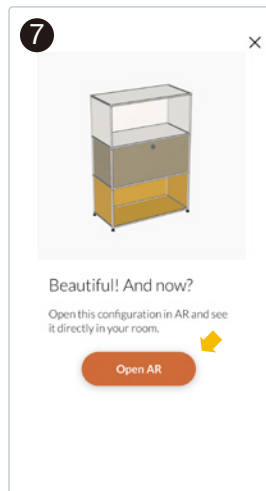 7
Beautiful! And now?
Open this configuration in AR and see
it directly in your room.
Open AR